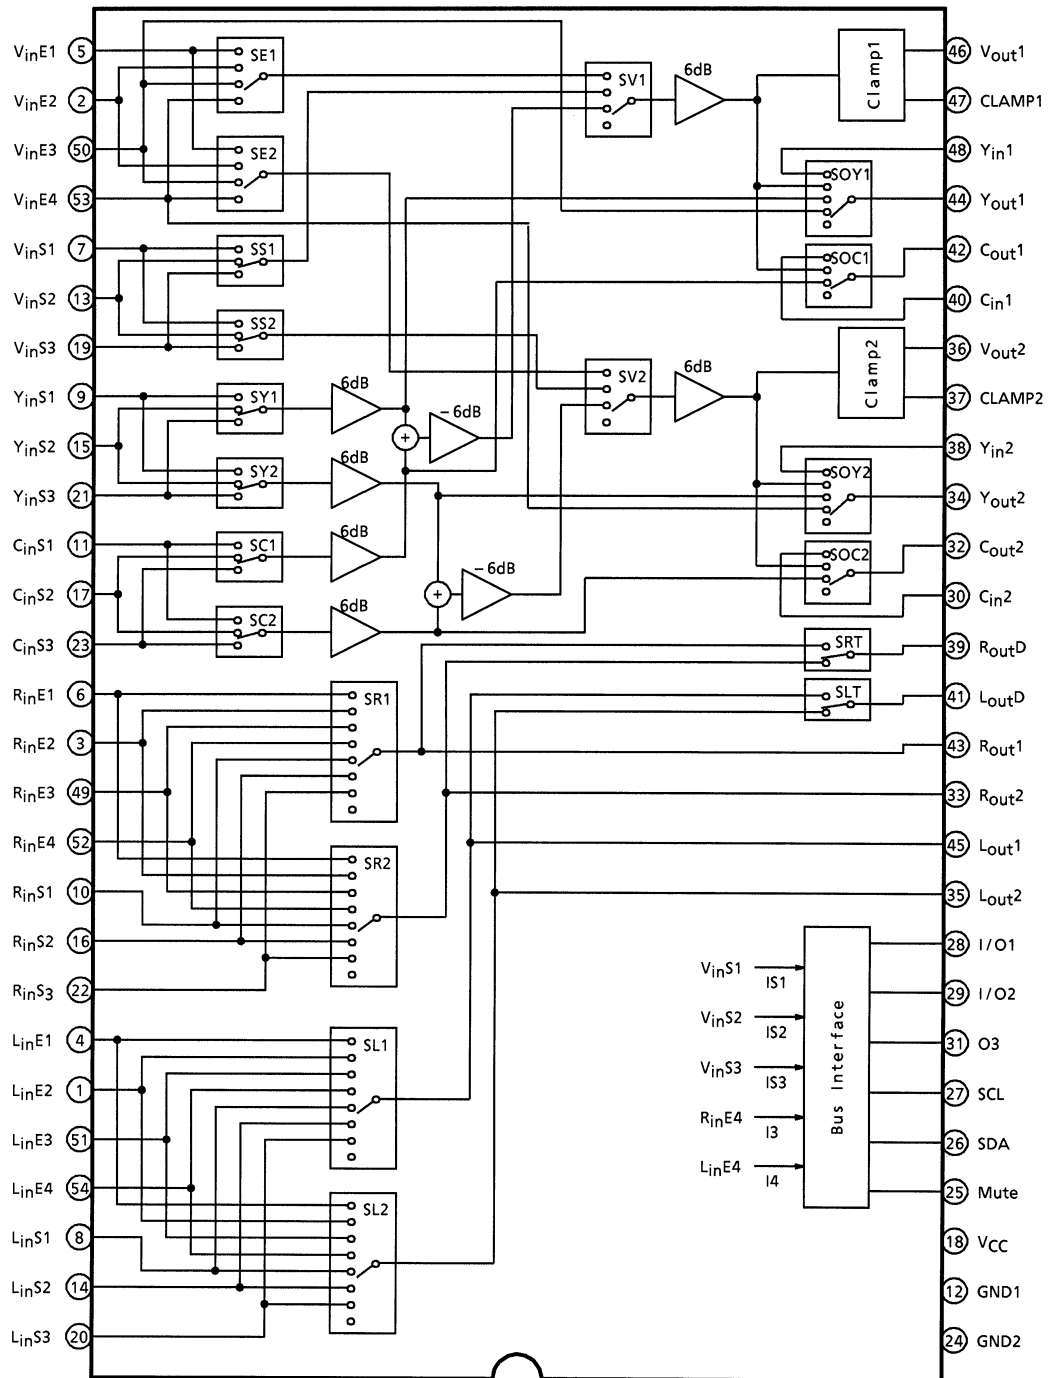 VinE1 5
VinE2 2
VinE3 50
VinE4 53
VinS1 7
VinS2 13
VinS3 19
YinS1 9
YinS2 15
YinS3 21
CinS1 11
CinS2 17
CinS3 23
RinE1 6
RinE2 3
RinE3 49
RinE4 52
RinS1 10
RinS2 16
RinS3 22
LinE1 4
LinE2 1
LinE3 51
LinE4 54
LinS1 8
LinS2 14
LinS3 20
SE1
SE2
SS1
SS2
SY1
SY2
SC1
SC2
6dB
6dB
6dB
6dB
+
-6dB
+
-6dB
SR1
SR2
SL1
SL2
SV1
6dB
SV2
6dB
Clamp1
SOY1
SOC1
Clamp2
SOY2
SOC2
SRT
SLT
VinS1
IS1
VinS2
IS2
VinS3
IS3
RinE4
I3
LinE4
I4
Bus Interface
46 Vout1
47 CLAMP1
48 Yin1
44 Yout1
42 Cout1
40 Cin1
36 Vout2
37 CLAMP2
38 Yin2
34 Yout2
32 Cout2
30 Cin2
39 RoutD
41 LoutD
43 Rout1
33 Rout2
45 Lout1
35 Lout2
28 I/O1
29 I/O2
31 O3
27 SCL
26 SDA
25 Mute
18 VCC
12 GND1
24 GND2